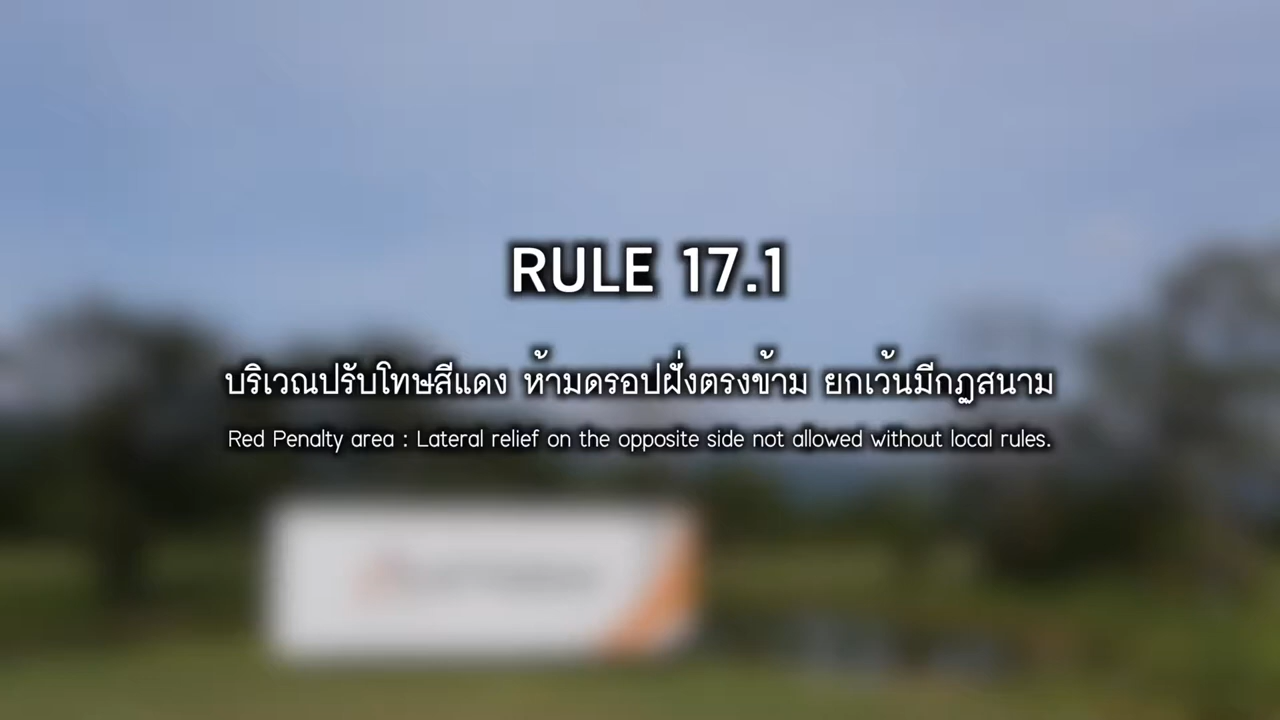 RULE 17.1
บริเวณปรับโทษสีแดง ห้ามดรอปฝั่งตรงข้าม ยกเว้นมีกฎสนาม
Red Penalty area : Lateral relief on the opposite side not allowed without local rules.